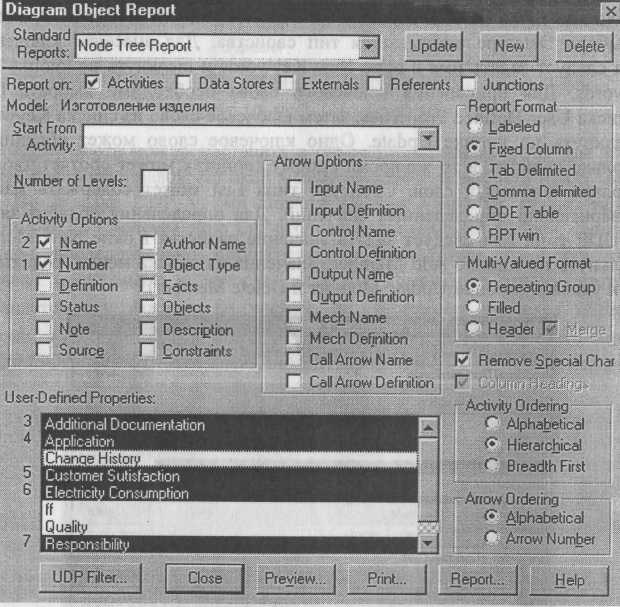 Diagram Object Report
Standard Reports: Node Tree Report Update New Delete
Report on: Activities Data Stores Externals Referents Junctions
Model: Изготовление изделия
Start From Activity:
Number of Levels:
Activity Options
2 Name Author Name
1 Number Object Type
Definition Facts
Status Objects
Note Description
Source Constraints
Arrow Options
Input Name
Input Definition
Control Name
Control Definition
Output Name
Output Definition
Mech Name
Mech Definition
Call Arrow Name
Call Arrow Definition
Report Format
Labeled
Fixed Column
Tab Delimited
Comma Delimited
DDE Table
RPTwin
Multi-Valued Format
Repeating Group
Filled
Header Merge
Remove Special Char
Column Headings
User-Defined Properties:
3 Additional Documentation
4 Application
Change History
5 Customer Sutisfaction
6 Electricity Consumption
ff
Quality
7 Responsibility
Activity Ordering
Alphabetical
Hierarchical
Breadth First
Arrow Ordering
Alphabetical
Arrow Number
UDP Filter... Close Preview... Print... Report... Help